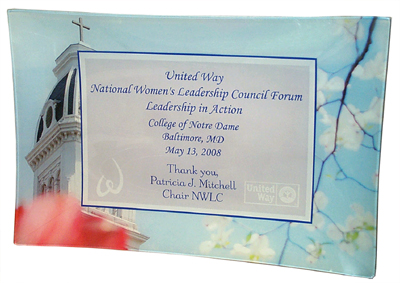 United Way
National Women's Leadership Council Forum
Leadership in Action
College of Notre Dame
Baltimore, MD
May 13, 2008
Thank you,
Patricia J. Mitchell
Chair NWLC
United
Way